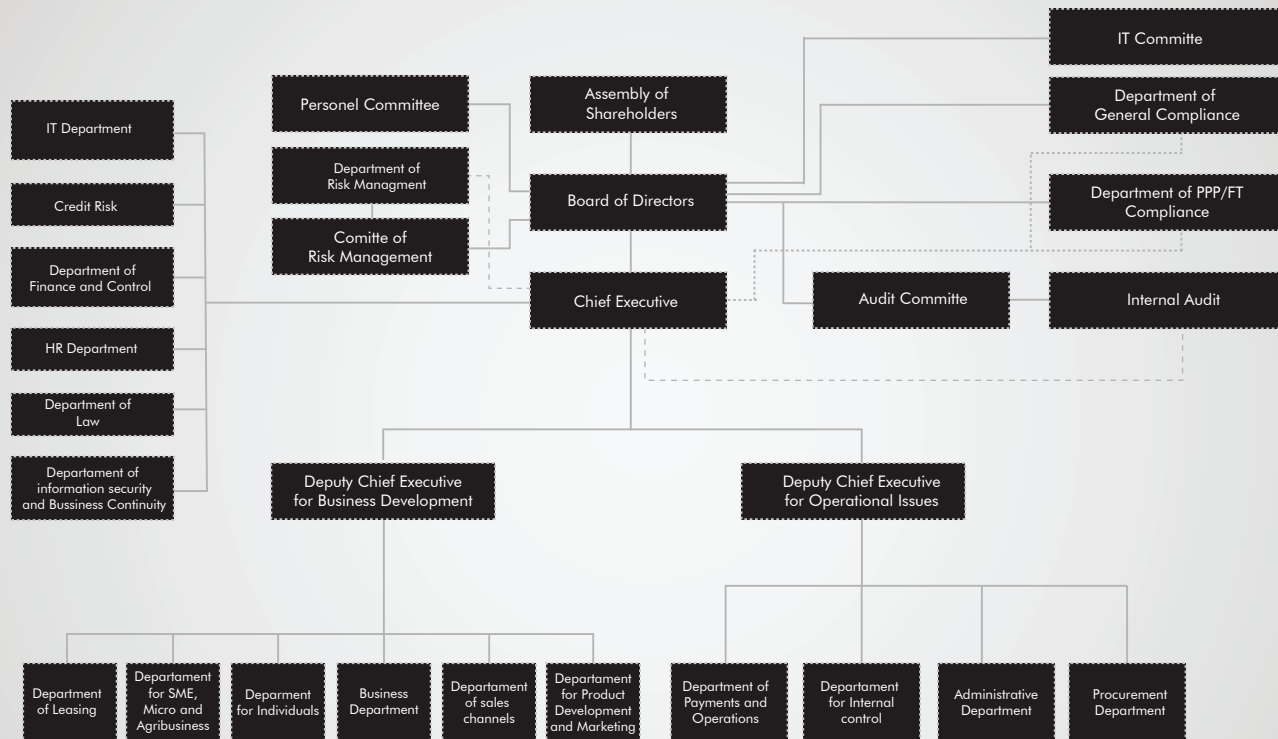 IT Committe
Department of
General Compliance
Personel Committee
Assembly of
Shareholders
IT Department
Department of
Risk Managment
Board of Directors
Department of PPP/FT
Compliance
Credit Risk
Comitte of
Risk Management
Department of
Finance and Control
Chief Executive
Audit Committe
Internal Audit
HR Department
Department of
Law
Departament of
information security
and Bussiness Continuity
Deputy Chief Executive
for Business Development
Deputy Chief Executive
for Operational Issues
Department
of Leasing
Departament
for SME,
Micro and
Agribusiness
Deparment
for Individuals
Business
Department
Departament
of sales
channels
Departament
for Product
Development
and Marketing
Department of
Payments and
Operations
Departament
for Internal
control
Administrative
Department
Procurement
Department